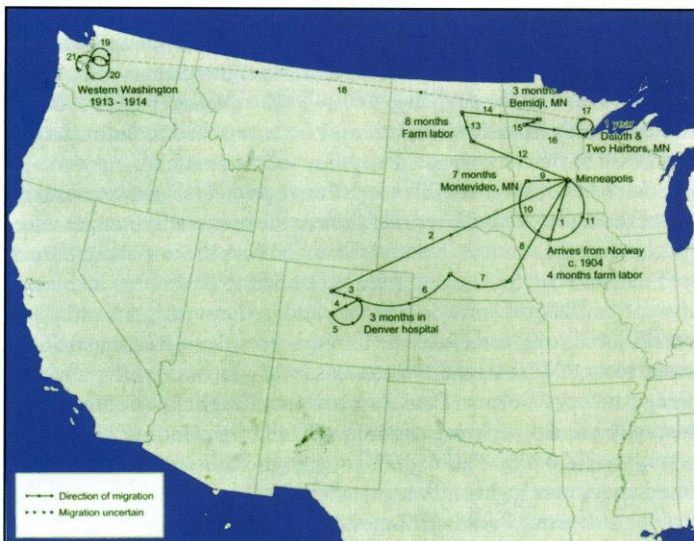 19
21
20
Western Washington
1913 - 1914
18
3 months
Bemidji, MN
17
14
15
16
1 year
Duluth &
Two Harbors, MN
8 months
Farm labor
13
12
7 months
Montevideo, MN
9
Minneapolis
10
1
11
2
8
Arrives from Norway
c. 1904
4 months farm labor
3
4
5
6
7
3 months in
Denver hospital
Direction of migration
Migration uncertain